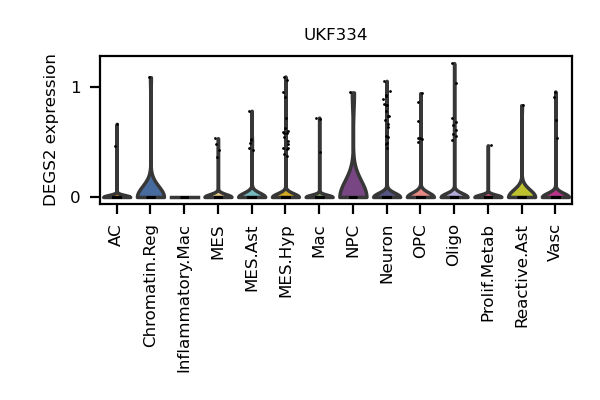 UKF334
DEGS2 expression
1
0
AC
Chromatin.Reg
Inflammatory.Mac
MES
MES.Ast
MES.Hyp
Mac
NPC
Neuron
OPC
Oligo
Prolif.Metab
Reactive.Ast
Vasc